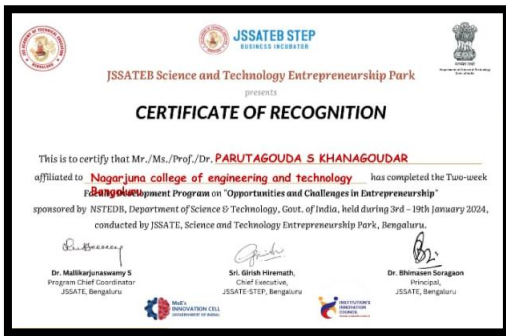 JSSATEB STEP
BUSINESS INCUBATOR
JSSATEB Science and Technology Entrepreneurship Park
presents
CERTIFICATE OF RECOGNITION
This is to certify that Mr./Ms./Prof./Dr. PARUTAGOUDA S KHANAGOUDAR
affiliated to Nagarjuna college of engineering and technology has completed the Two-week
Bangoluru
Faculty Development Program on "Opportunities and Challenges in Entrepreneurship"
sponsored by NSTEDB, Department of Science & Technology, Govt. of India, held during 3rd - 19th January 2024,
conducted by JSSATE, Science and Technology Entrepreneurship Park, Bengaluru.
Dr. Mallikarjunaswamy S
Program Chief Coordinator
JSSATE, Bengaluru
Sri. Girish Hiremath,
Chief Executive,
JSSATE-STEP, Bengaluru
Dr. Bhimasen Soragaon
Principal,
JSSATE, Bengaluru
MoE's
INNOVATION CELL
(GOVERNMENT OF INDIA)
INSTITUTION'S
INNOVATION
COUNCIL